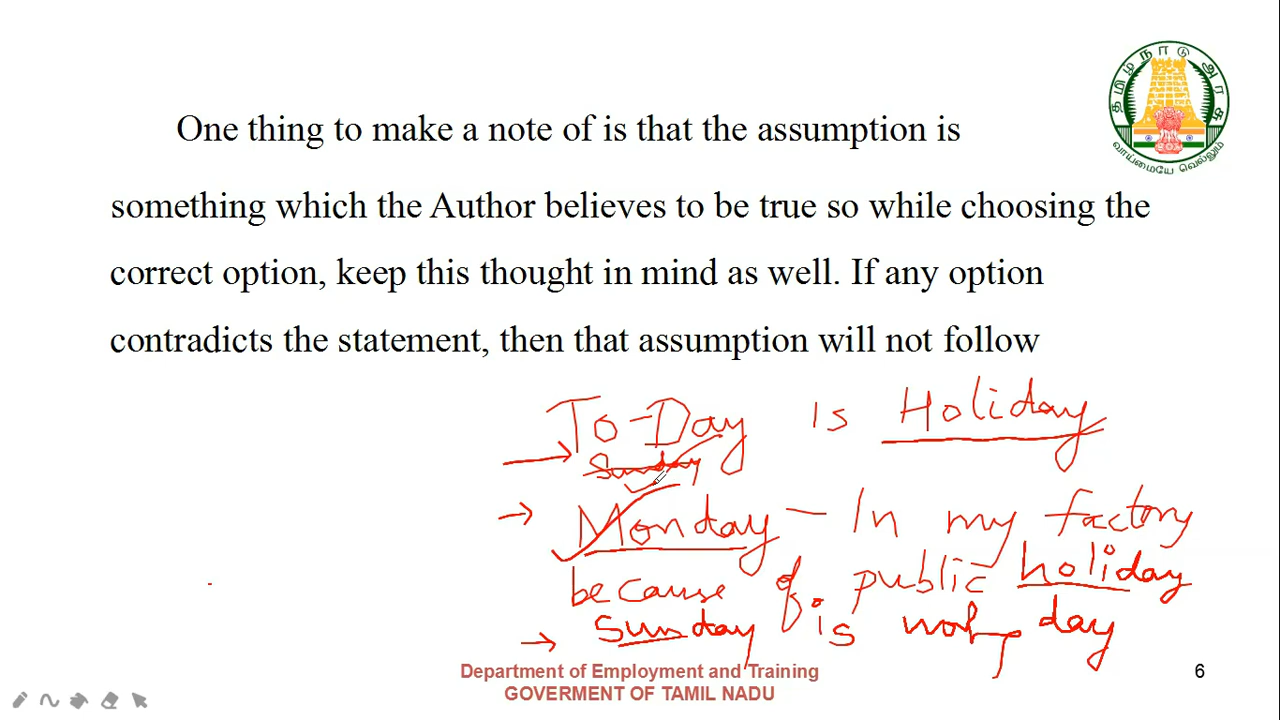 தமிழ்நாடு அரசு
வாய்மையே வெல்லும்
One thing to make a note of is that the assumption is
something which the Author believes to be true so while choosing the
correct option, keep this thought in mind as well. If any option
contradicts the statement, then that assumption will not follow
To-Day is Holiday
Sunday
Monday – In my factory
because of public holiday
sunday is day
Department of Employment and Training
GOVERMENT OF TAMIL NADU
6